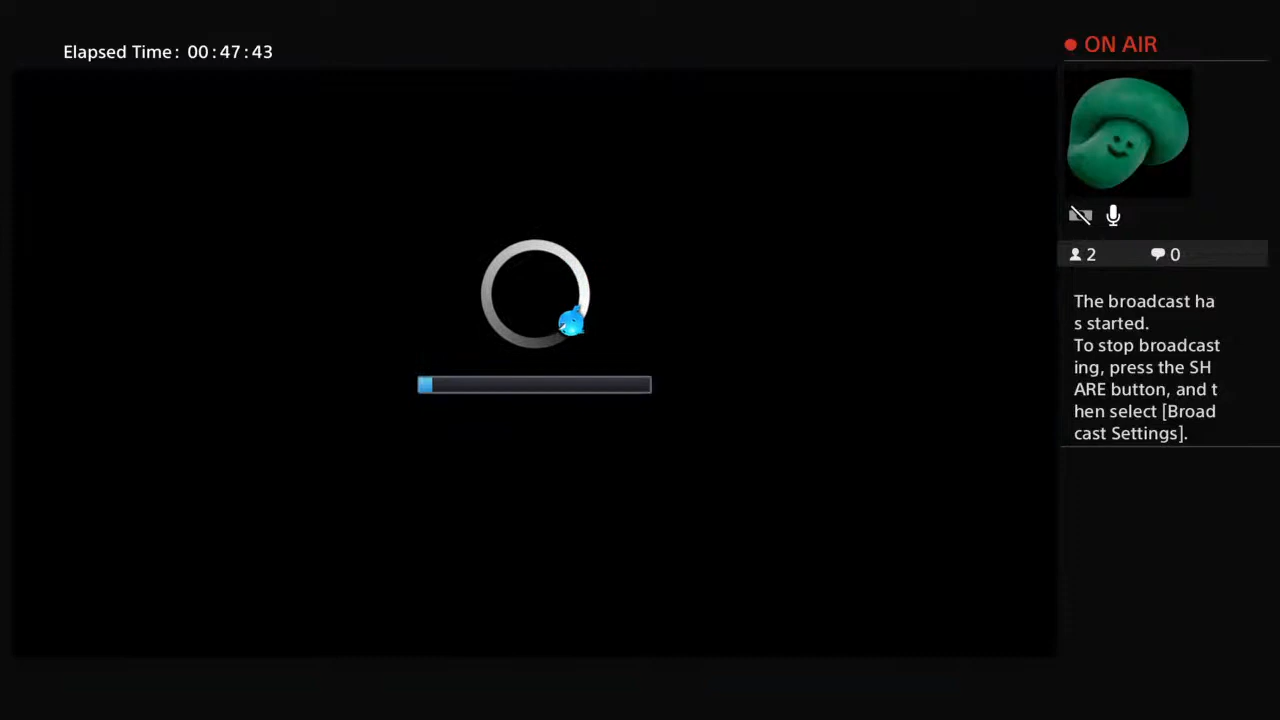 Elapsed Time: 00:47:43
ON AIR
2 0
The broadcast ha
s started.
To stop broadcast
ing, press the SH
ARE button, and t
hen select [Broad
cast Settings].